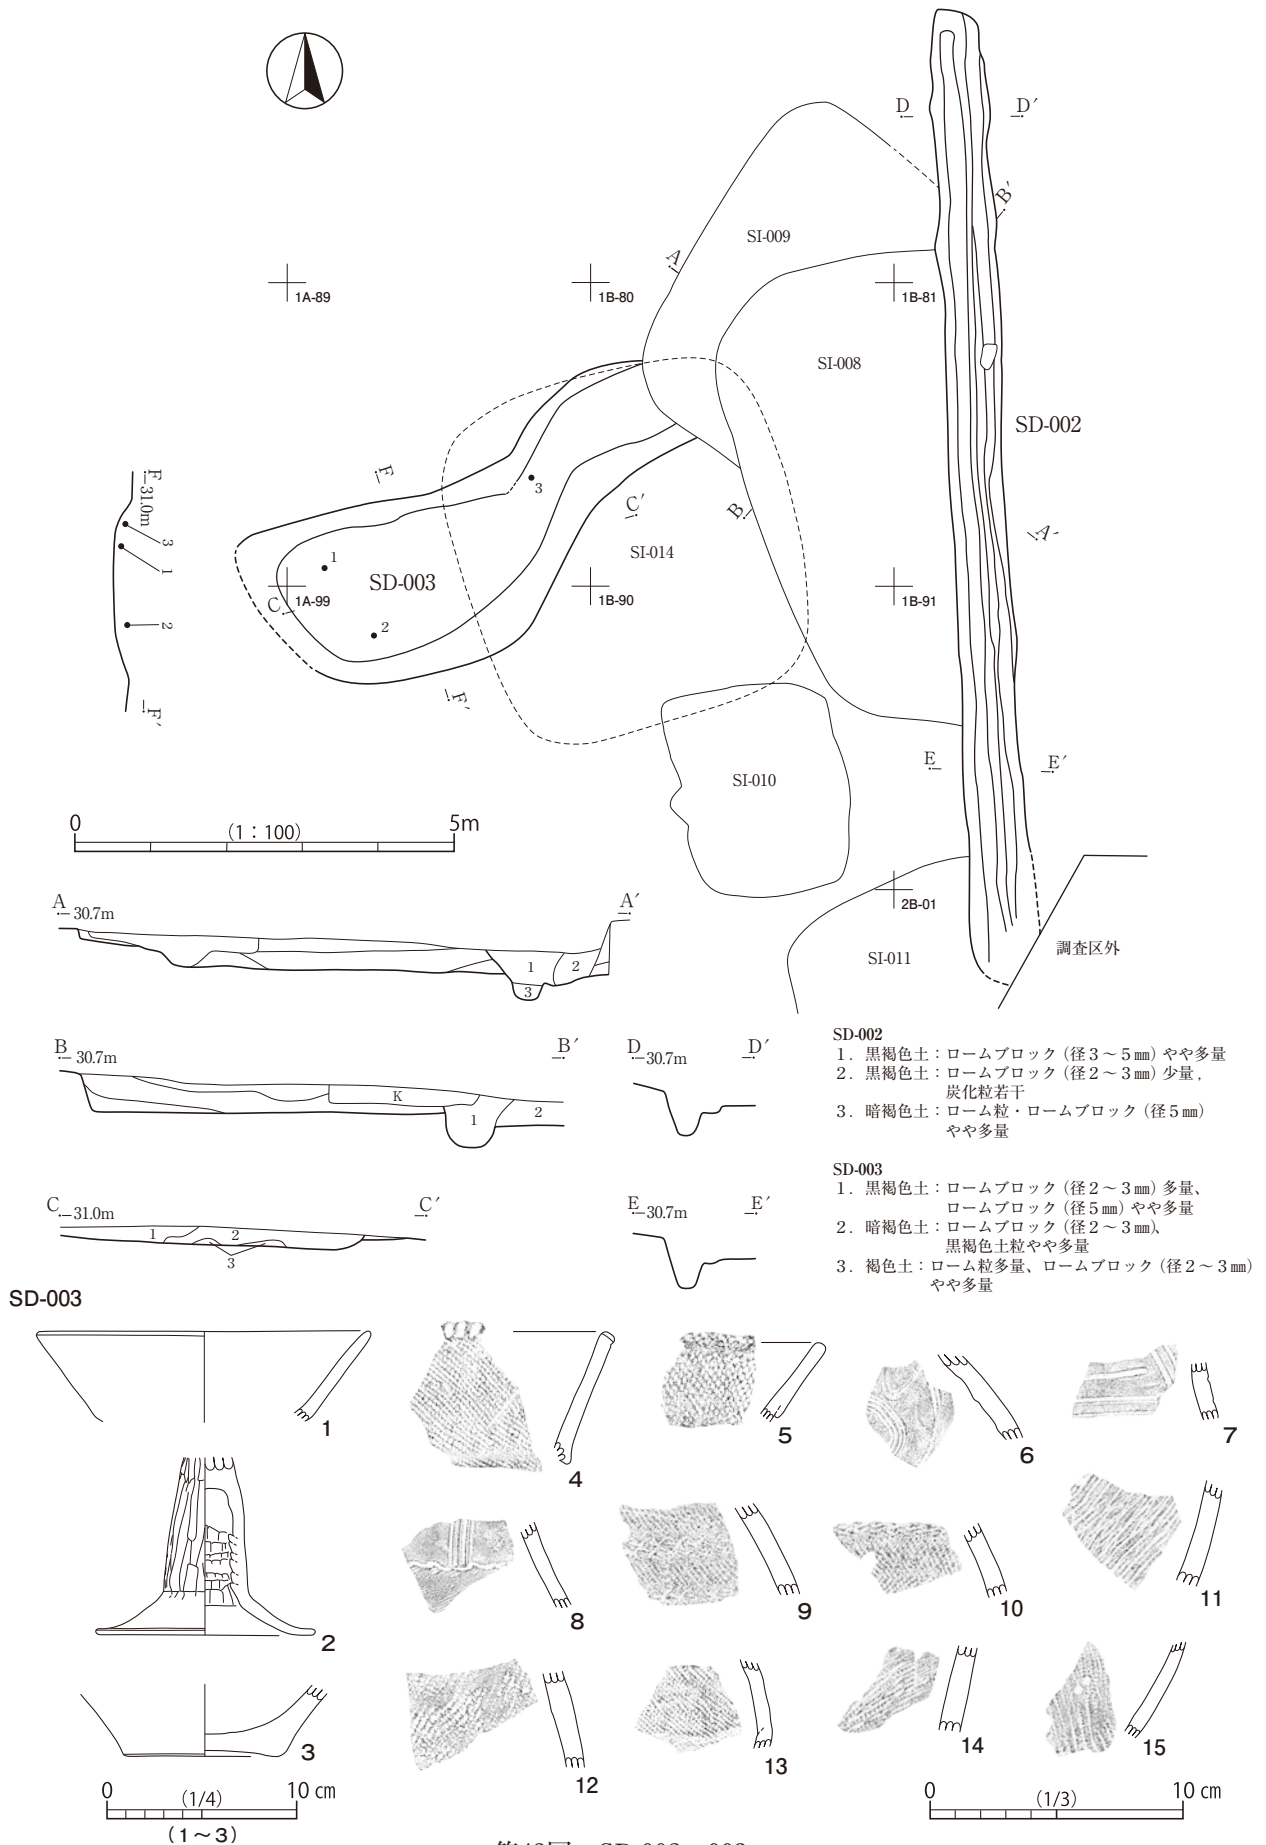 D
D′
B′
A
SI-009
1A-89
1B-80
1B-81
SI-008
SD-002
F
3
C′
B
A′
SI-014
F
31.0m
3
1
2
F′
1
SD-003
C
1A-99
1B-90
1B-91
2
F′
E
E′
SI-010
0
(1：100)
5m
2B-01
SI-011
調査区外
A
30.7m
A′
1
2
3
B
30.7m
B′
K
1
2
D
30.7m
D′
C
31.0m
C′
1
2
3
E
30.7m
E′
SD-002
1．黒褐色土：ロームブロック（径３～５㎜）やや多量
2．黒褐色土：ロームブロック（径２～３㎜）少量，
炭化粒若干
3．暗褐色土：ローム粒・ロームブロック（径５㎜）
やや多量
SD-003
1．黒褐色土：ロームブロック（径２～３㎜）多量、
ロームブロック（径５㎜）やや多量
2．暗褐色土：ロームブロック（径２～３㎜）、
黒褐色土粒やや多量
3．褐色土：ローム粒多量、ロームブロック（径２～３㎜）
やや多量
SD-003
1
4
5
6
7
2
8
9
10
11
3
12
13
14
15
0
(1/4)
10 cm
(１～３)
0
(1/3)
10 cm